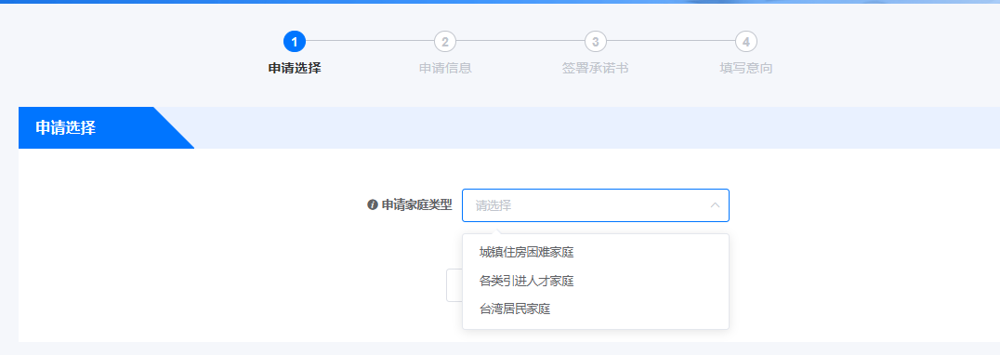 1
2
3
4
申请选择
申请信息
签署承诺书
填写意向
申请选择
申请家庭类型
请选择
城镇住房困难家庭
各类引进人才家庭
台湾居民家庭